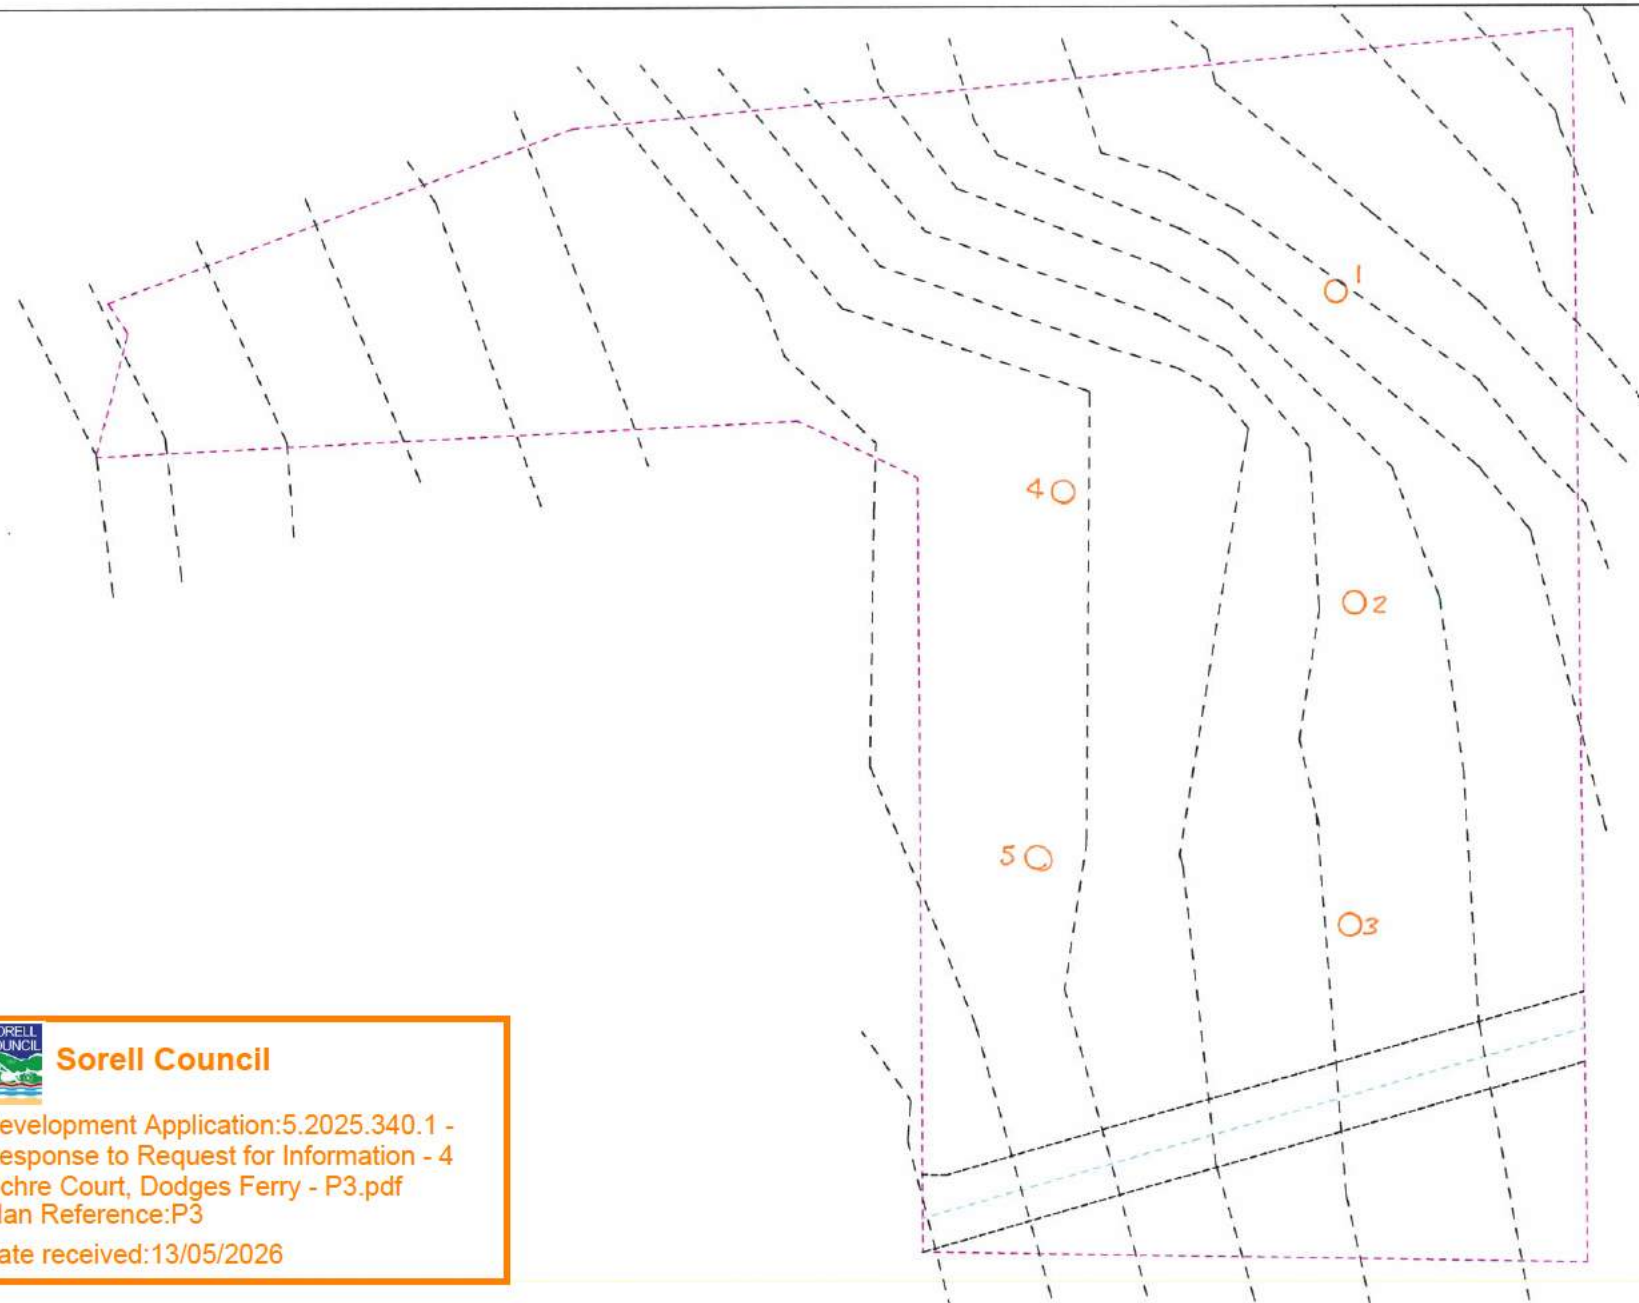 1
4
2
5
3
ORELL
OUNCIL
Sorell Council
evelopment Application:5.2025.340.1 -
esponse to Request for Information - 4
chre Court, Dodges Ferry - P3.pdf
lan Reference:P3
ate received:13/05/2026